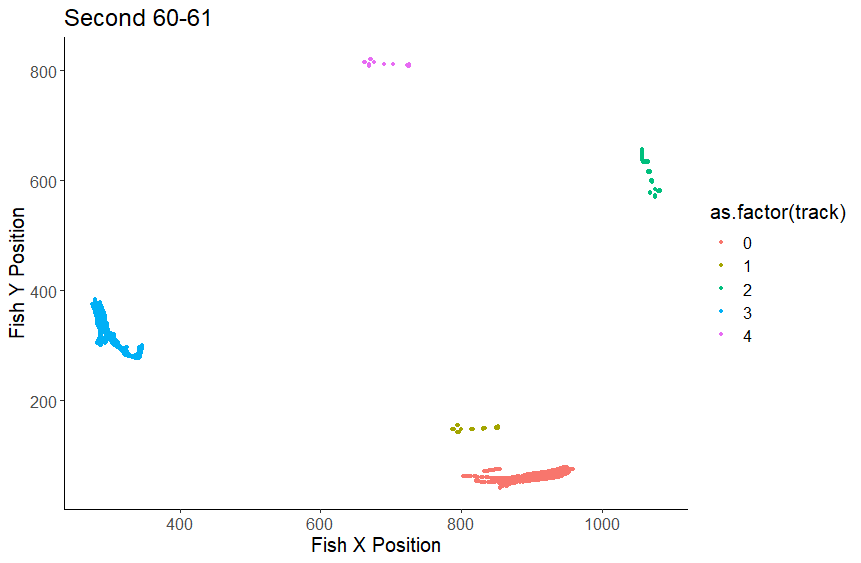 Second 60-61
Fish Y Position
800
600
400
200
400 600 800 1000
Fish X Position
as.factor(track)
0
1
2
3
4